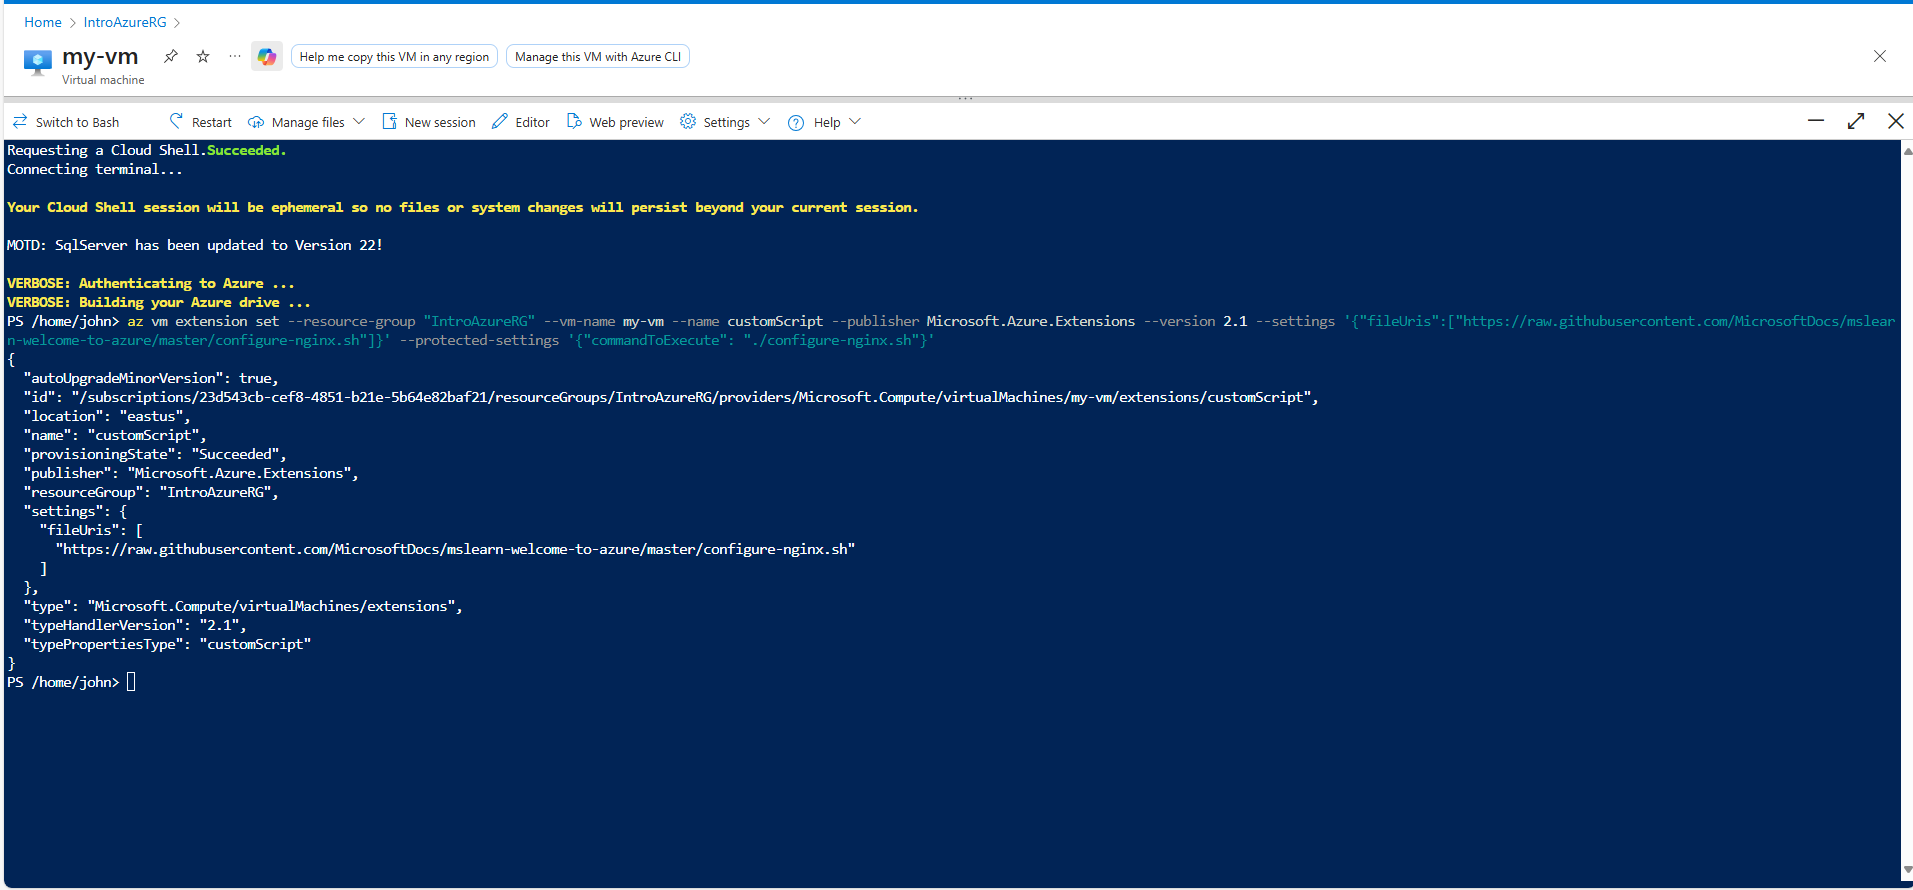 Home > IntroAzureRG >
my-vm ... Help me copy this VM in any region Manage this VM with Azure CLI
Virtual machine
Switch to Bash Restart Manage files New session Editor Web preview Settings Help
Requesting a Cloud Shell.Succeeded.
Connecting terminal...
Your Cloud Shell session will be ephemeral so no files or system changes will persist beyond your current session.
MOTD: SqlServer has been updated to Version 22!
VERBOSE: Authenticating to Azure ...
VERBOSE: Building your Azure drive ...
PS /home/john> az vm extension set --resource-group "IntroAzureRG" --vm-name my-vm --name customScript --publisher Microsoft.Azure.Extensions --version 2.1 --settings '{"fileUris":["https://raw.githubusercontent.com/MicrosoftDocs/mslear
n-welcome-to-azure/master/configure-nginx.sh"]}' --protected-settings '{"commandToExecute": "./configure-nginx.sh"}'
{
  "autoUpgradeMinorVersion": true,
  "id": "/subscriptions/23d543cb-cef8-4851-b21e-5b64e82baf21/resourceGroups/IntroAzureRG/providers/Microsoft.Compute/virtualMachines/my-vm/extensions/customScript",
  "location": "eastus",
  "name": "customScript",
  "provisioningState": "Succeeded",
  "publisher": "Microsoft.Azure.Extensions",
  "resourceGroup": "IntroAzureRG",
  "settings": {
    "fileUris": [
      "https://raw.githubusercontent.com/MicrosoftDocs/mslearn-welcome-to-azure/master/configure-nginx.sh"
    ]
  },
  "type": "Microsoft.Compute/virtualMachines/extensions",
  "typeHandlerVersion": "2.1",
  "typePropertiesType": "customScript"
}
PS /home/john>